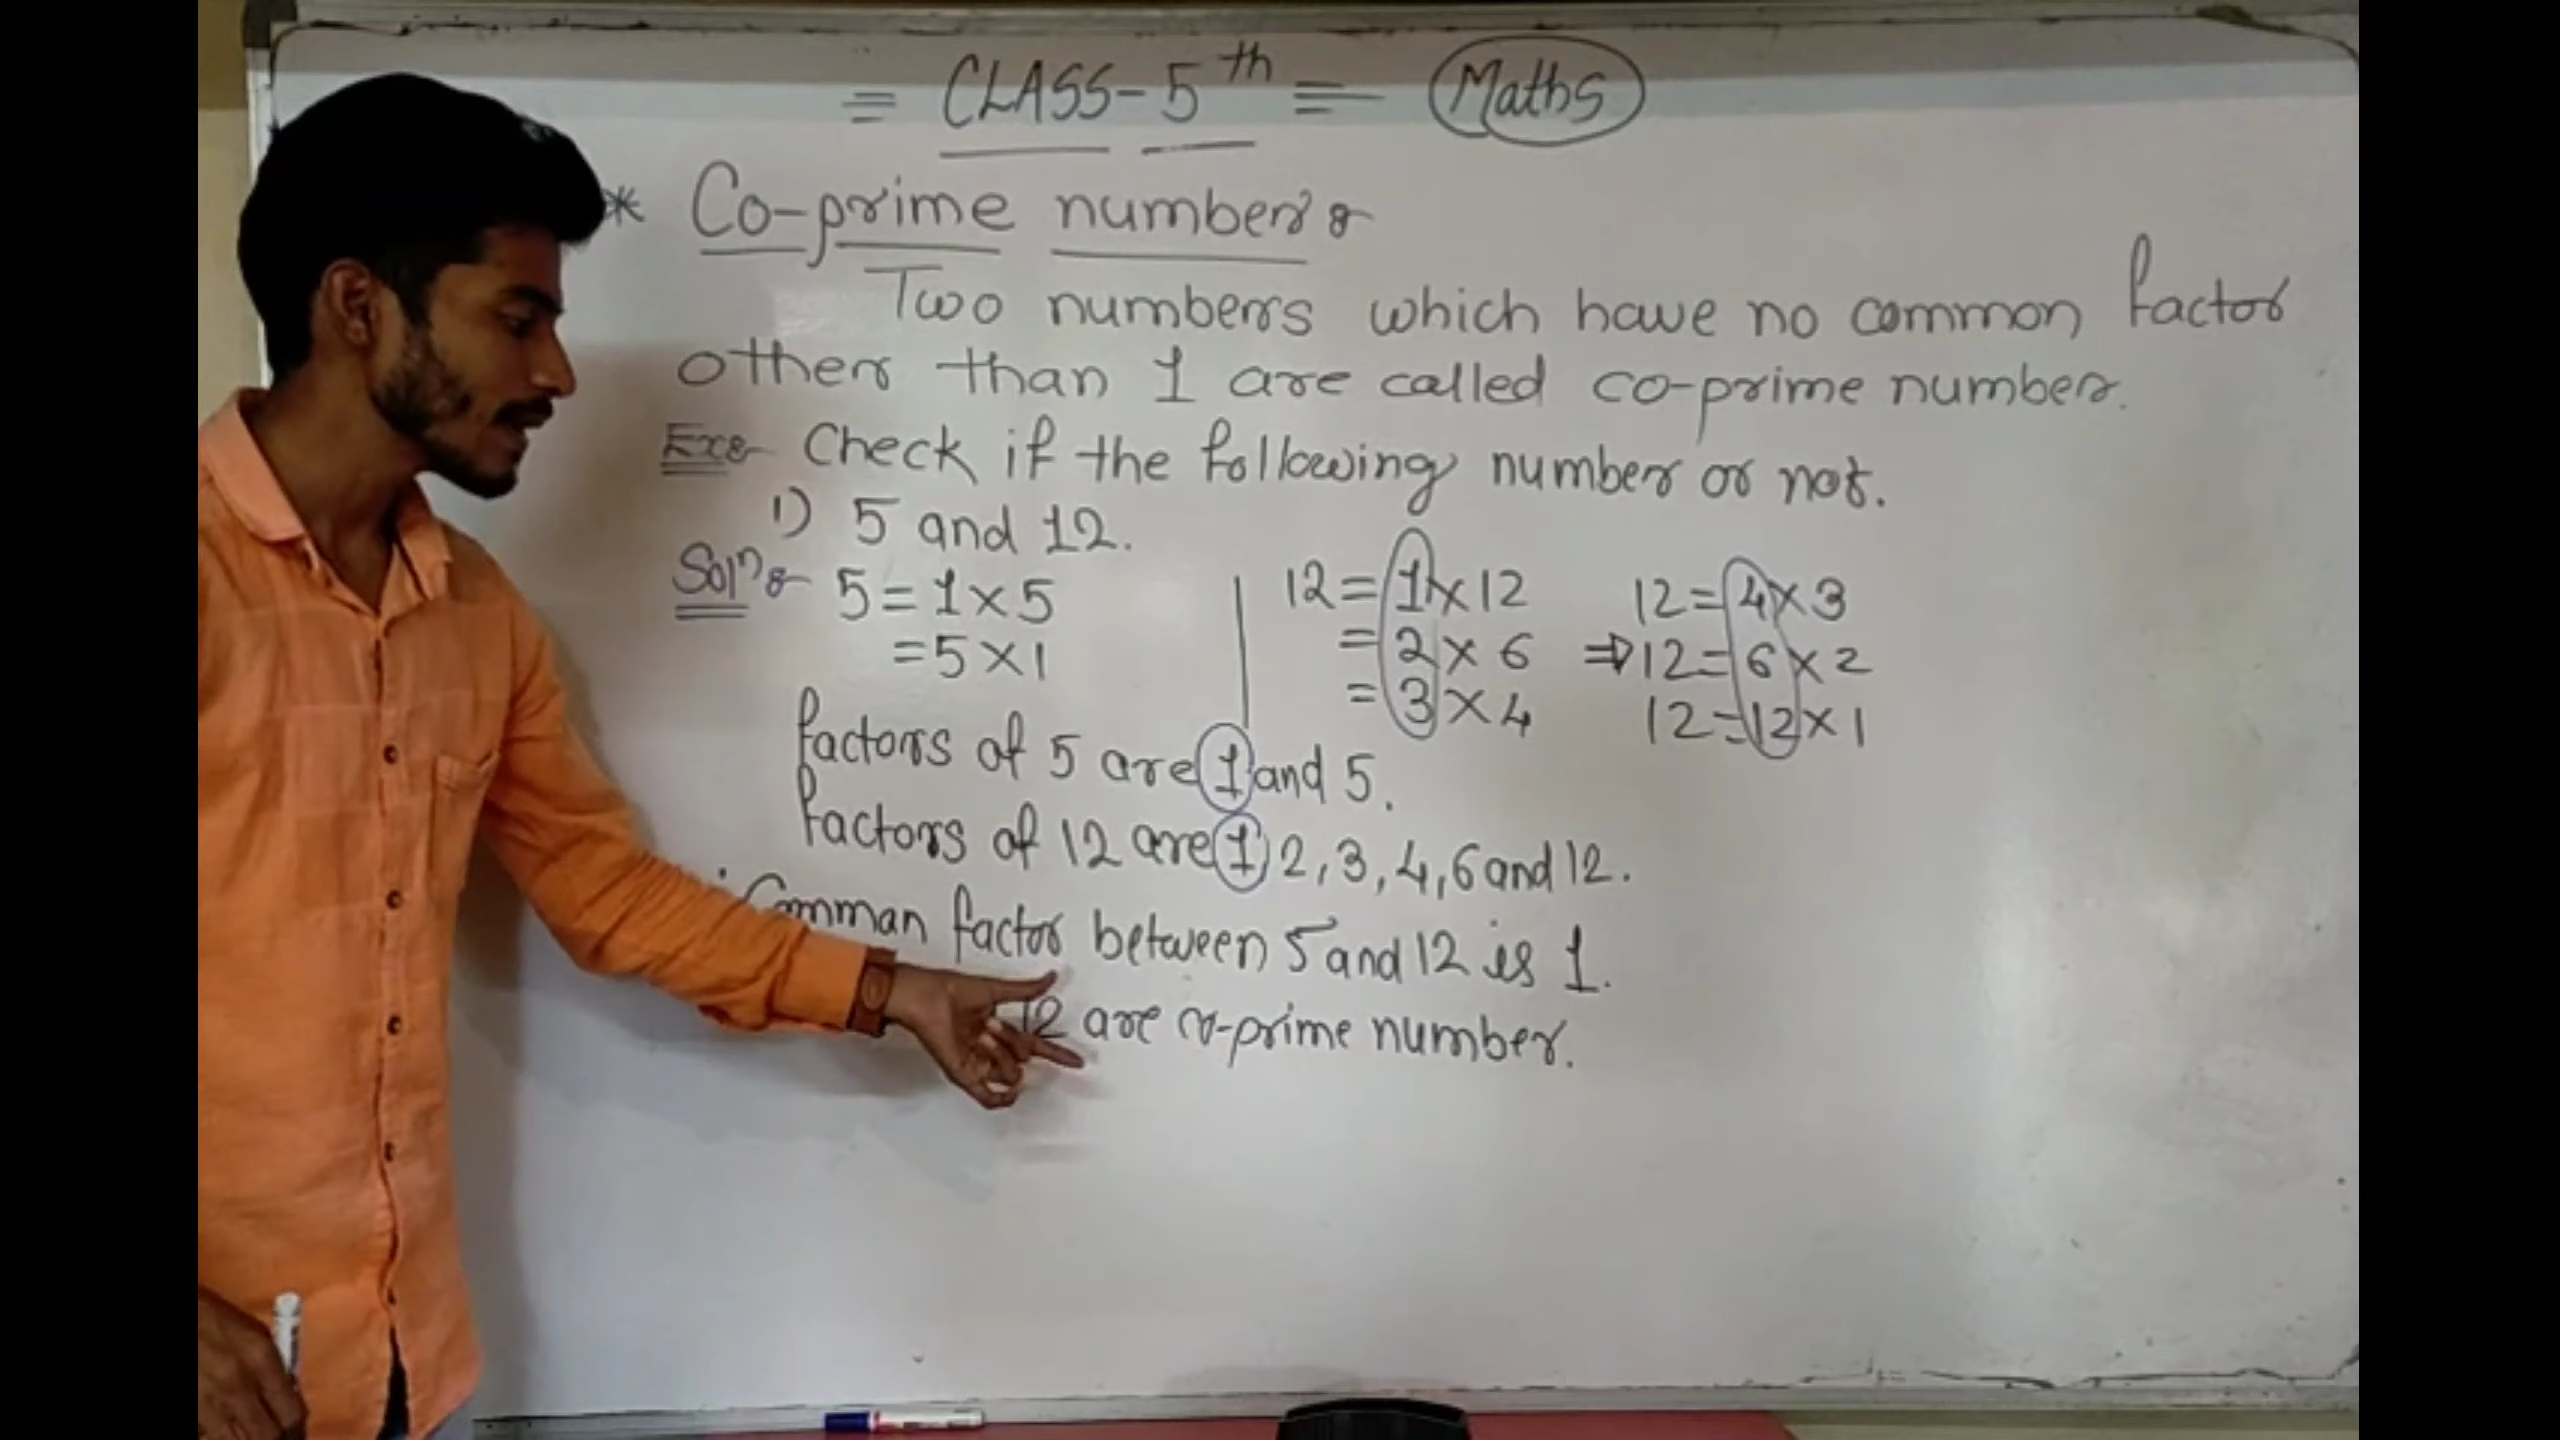 = CLASS-5th = Maths
* Co-prime numbers
Two numbers which have no common factor
other than 1 are called co-prime number.
Ex:- Check if the following number or not.
1) 5 and 12.
Soln:- 5=1×5 12=1×12 12=4×3
=5×1 =2×6 ⇒12=6×2
=3×4 12=12×1
factors of 5 are 1 and 5.
factors of 12 are 1, 2, 3, 4, 6 and 12.
Comman factor between 5 and 12 is 1.
12 are co-prime number.